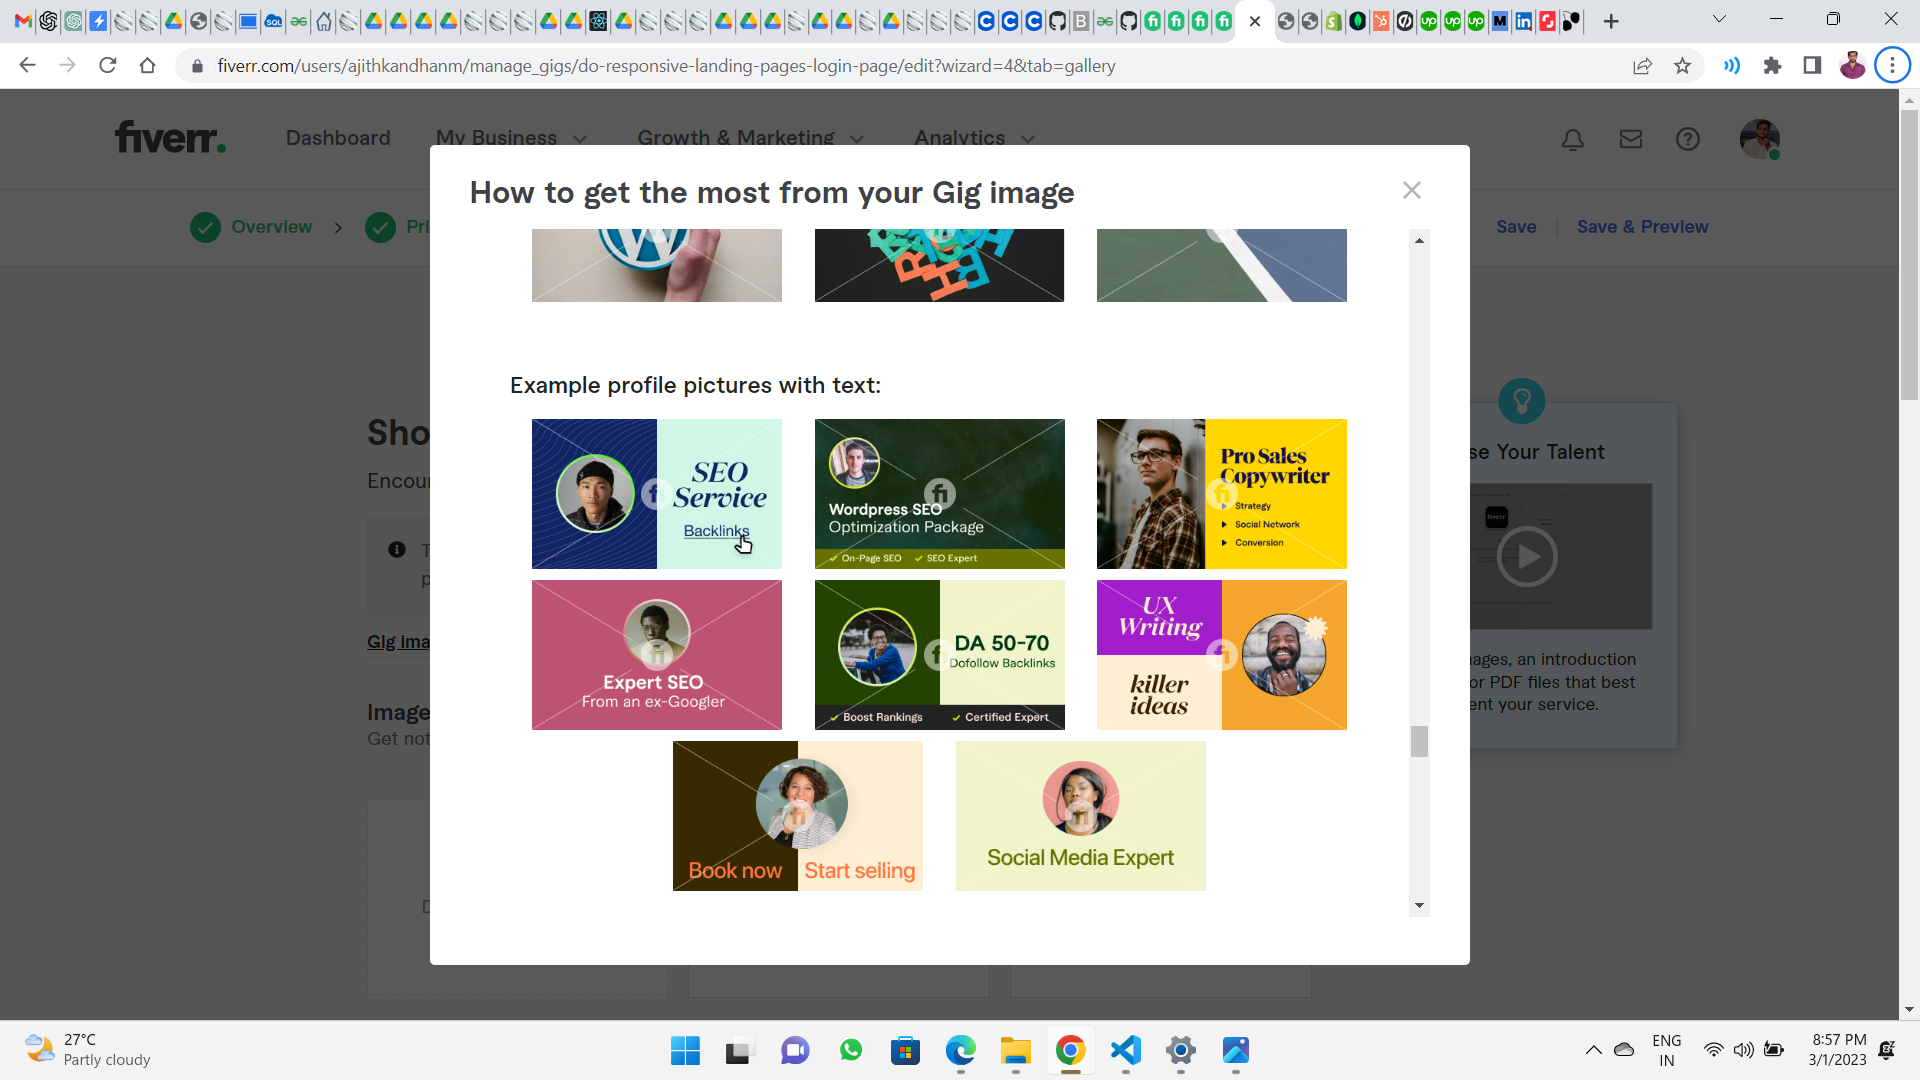 fiverr.com/users/ajithkandhanm/manage_gigs/do-responsive-landing-pages-login-page/edit?wizard=4&tab=gallery
fiverr.
Dashboard
My Business
Growth & Marketing
Analytics
How to get the most from your Gig image
Overview
Pri
Save
Save & Preview
Example profile pictures with text:
SEO
Service
Backlinks
Wordpress SEO
Optimization Package
On-Page SEO
SEO Expert
Pro Sales
Copywriter
Strategy
Social Network
Conversion
Expert SEO
From an ex-Googler
DA 50-70
Dofollow Backlinks
Boost Rankings
Certified Expert
UX
Writing
killer
ideas
Book now
Start selling
Social Media Expert
Sho
Encour
Gig ima
Image
Get not
se Your Talent
fiverr
ages, an introduction
or PDF files that best
ent your service.
27°C
Partly cloudy
ENG
IN
8:57 PM
3/1/2023